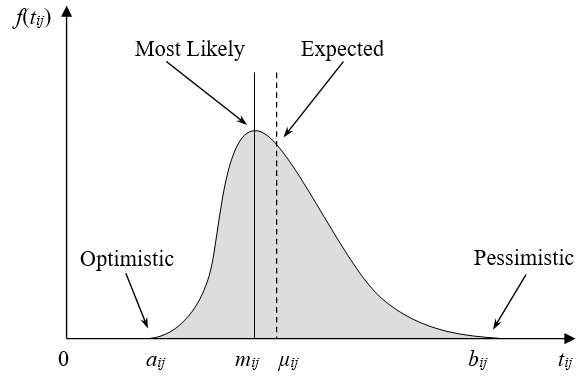 f(tij)
Most Likely Expected
Optimistic Pessimistic
0 aij mij μij bij tij